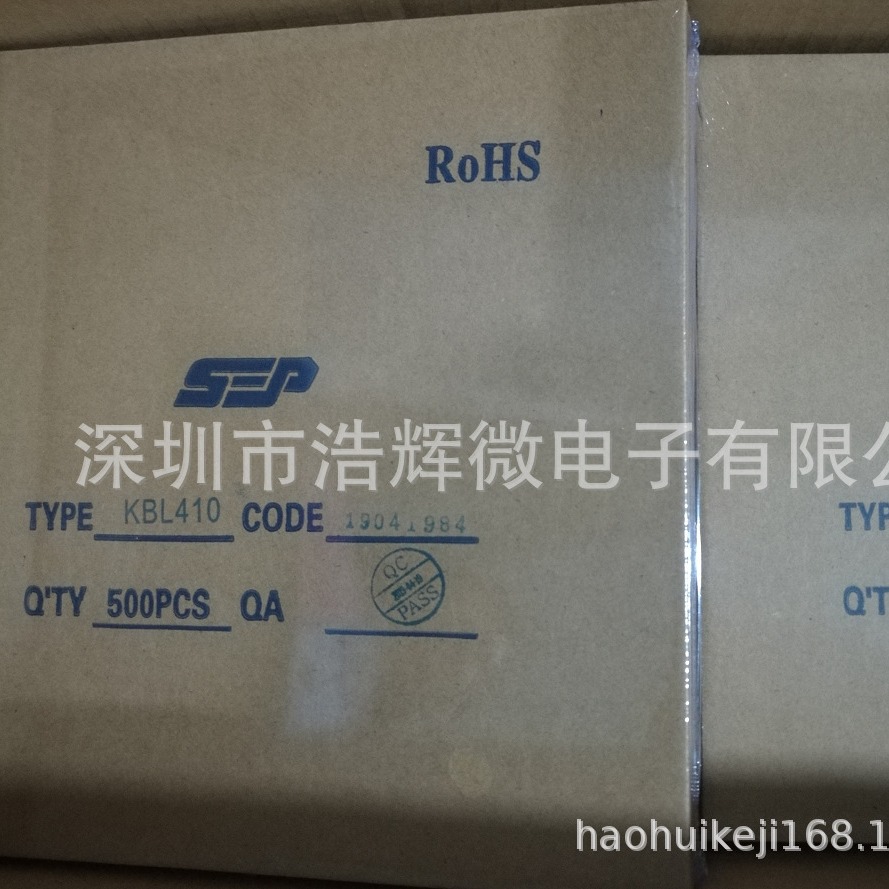 RoHS
SEP
深圳市浩辉微电子有限公
TYPE KBL410 CODE 19041984
TYP
Q'TY 500PCS QA
QC
PASS
Q'T
haohuikeji168.1